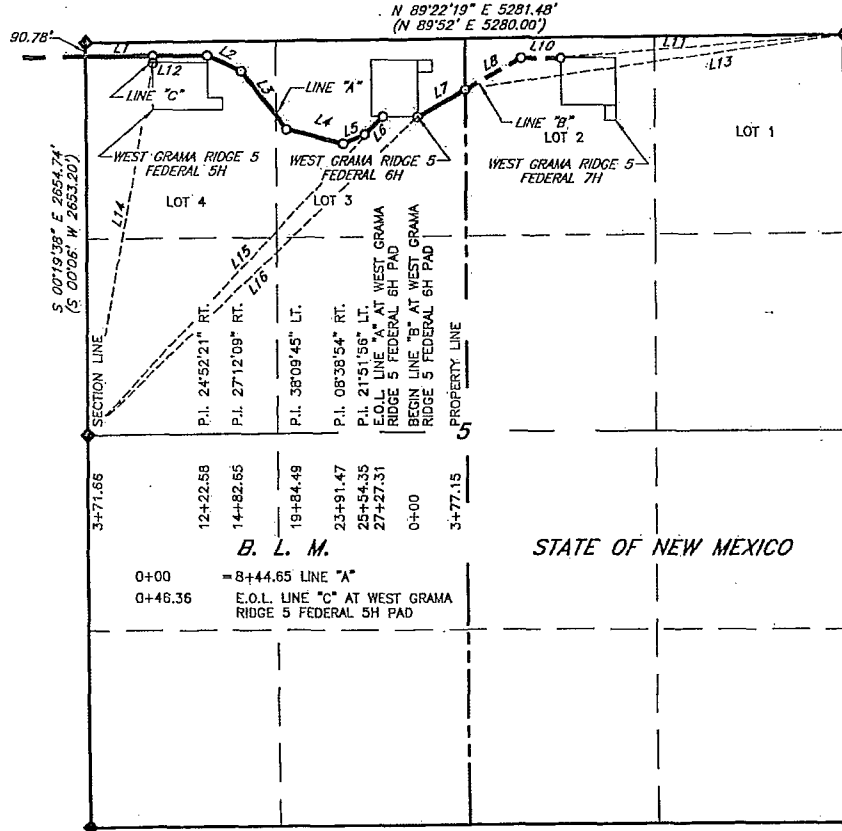 N 89°22'19" E 5281.48'
(N 89°52' E 5280.00')
90.78'
L1
L2
L3
L4
L5
L6
L7
L8
L10
L11
L12
L13
LINE "C"
LINE "A"
LINE "B"
LOT 2
LOT 1
WEST GRAMA RIDGE 5
FEDERAL 5H
WEST GRAMA RIDGE 5
FEDERAL 6H
WEST GRAMA RIDGE 5
FEDERAL 7H
LOT 4
LOT 3
S 00°19'38" E 2654.74'
(S 00°06' W 2653.20')
L14
L15
L16
SECTION LINE
P.I. 24°52'21" RT.
P.I. 27°12'09" RT.
P.I. 38°09'45" LT.
P.I. 08°38'54" RT.
P.I. 21°51'56" LT.
E.O.L LINE "A" AT WEST GRAMA
RIDGE 5 FEDERAL 6H PAD
BEGIN LINE "B" AT WEST GRAMA
RIDGE 5 FEDERAL 6H PAD
PROPERTY LINE
5
3+71.66
12+22.58
14+82.65
19+84.49
23+91.47
25+54.35
27+27.31
0+00
3+77.15
B. L. M.
STATE OF NEW MEXICO
0+00 =8+44.65 LINE "A"
0+46.36 E.O.L. LINE "C" AT WEST GRAMA
RIDGE 5 FEDERAL 5H PAD